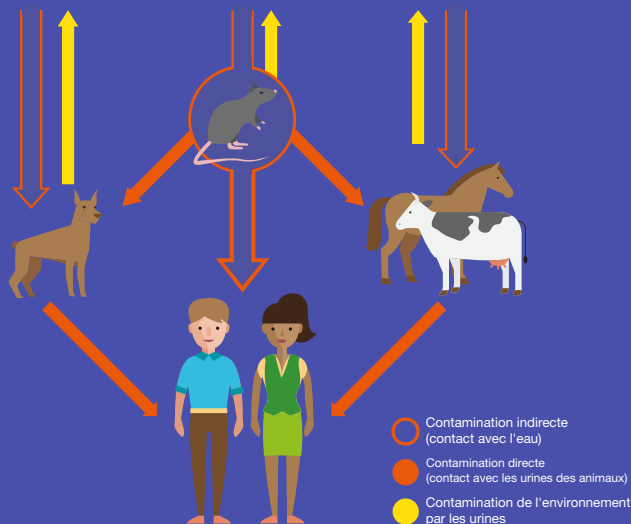 Contamination indirecte
(contact avec l'eau)
Contamination directe
(contact avec les urines des animaux)
Contamination de l'environnement
par les urines